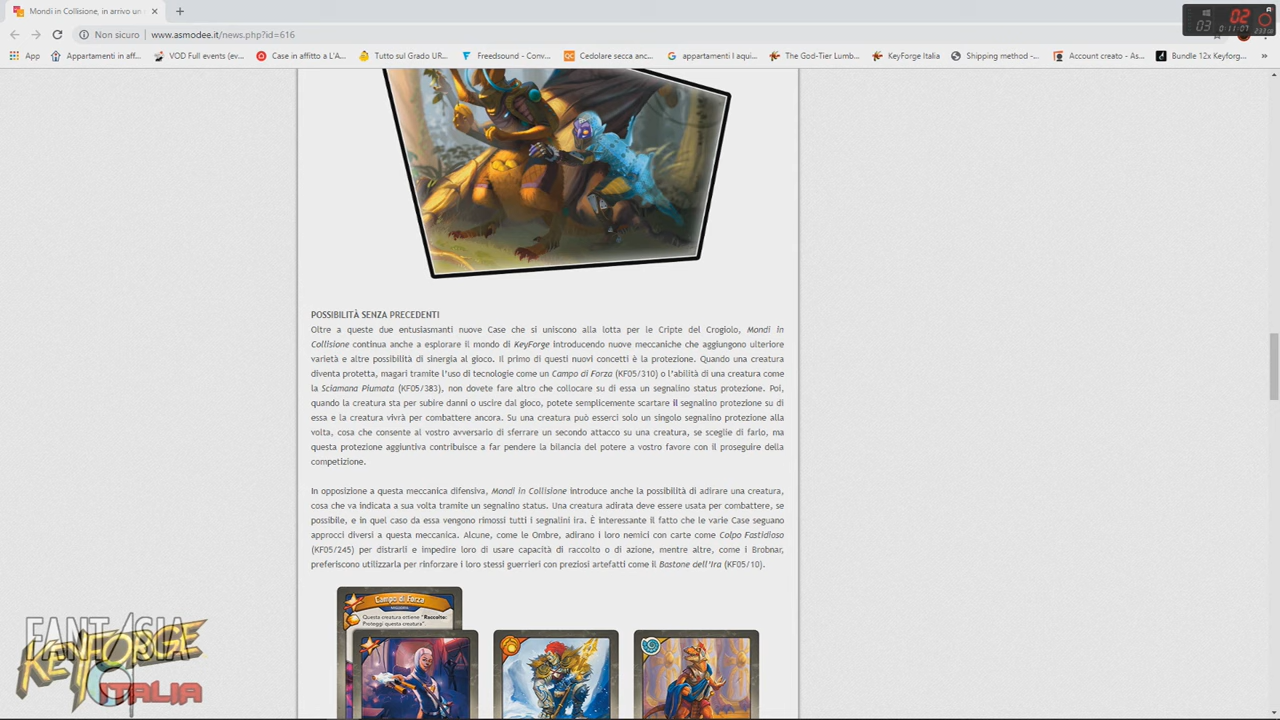 Mondi in Collisione, in arrivo un
Non sicuro
www.asmodee.it/news.php?id=616
App
Appartamenti in aff...
VOD Full events (ev...
Case in affitto a L'A...
Tutto sul Grado UR...
Freedsound - Conv...
Cedolare secca anc...
appartamenti l aqui...
The God-Tier Lumb...
KeyForge Italia
Shipping method -...
Account creato - As...
Bundle 12x Keyforg...
03
02
0:11:07
POSSIBILITÀ SENZA PRECEDENTI
Oltre a queste due entusiasmanti nuove Case che si uniscono alla lotta per le Cripte del Crogiolo, Mondi in
Collisione continua anche a esplorare il mondo di KeyForge introducendo nuove meccaniche che aggiungono ulteriore
varietà e altre possibilità di sinergia al gioco. Il primo di questi nuovi concetti è la protezione. Quando una creatura
diventa protetta, magari tramite l'uso di tecnologie come un Campo di Forza (KF05/310) o l'abilità di una creatura come
la Sciamana Piumata (KF05/383), non dovete fare altro che collocare su di essa un segnalino status protezione. Poi,
quando la creatura sta per subire danni o uscire dal gioco, potete semplicemente scartare il segnalino protezione su di
essa e la creatura vivrà per combattere ancora. Su una creatura può esserci solo un singolo segnalino protezione alla
volta, cosa che consente al vostro avversario di sferrare un secondo attacco su una creatura, se sceglie di farlo, ma
questa protezione aggiuntiva contribuisce a far pendere la bilancia del potere a vostro favore con il proseguire della
competizione.
In opposizione a questa meccanica difensiva, Mondi in Collisione introduce anche la possibilità di adirare una creatura,
cosa che va indicata a sua volta tramite un segnalino status. Una creatura adirata deve essere usata per combattere, se
possibile, e in quel caso da essa vengono rimossi tutti i segnalini ira. È interessante il fatto che le varie Case seguano
approcci diversi a questa meccanica. Alcune, come le Ombre, adirano i loro nemici con carte come Colpo Fastidioso
(KF05/245) per distrarli e impedire loro di usare capacità di raccolto o di azione, mentre altre, come i Brobnar,
preferiscono utilizzarla per rinforzare i loro stessi guerrieri con preziosi artefatti come il Bastone dell'Ira (KF05/10).
Campo di Forza
Questa creatura ottiene "Raccolto:
Proteggi questa creatura".
FANTASIA
KEYFORGE
ITALIA